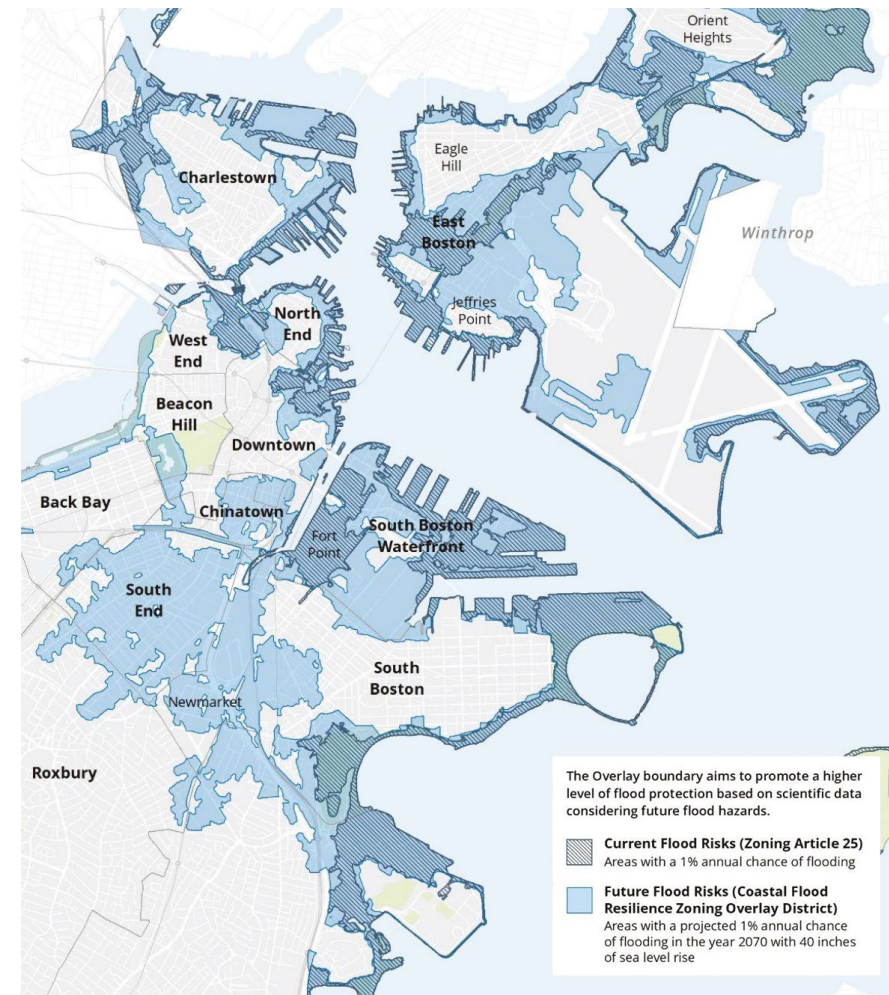 Orient
Heights
Eagle
Hill
Charlestown
East
Boston
Winthrop
Jeffries
Point
North
End
West
End
Beacon
Hill
Downtown
Back Bay
Chinatown
Fort
Point
South Boston
Waterfront
South
End
South
Boston
Newmarket
Roxbury
The Overlay boundary aims to promote a higher
level of flood protection based on scientific data
considering future flood hazards.
Current Flood Risks (Zoning Article 25)
Areas with a 1% annual chance of flooding
Future Flood Risks (Coastal Flood
Resilience Zoning Overlay District)
Areas with a projected 1% annual chance
of flooding in the year 2070 with 40 inches
of sea level rise